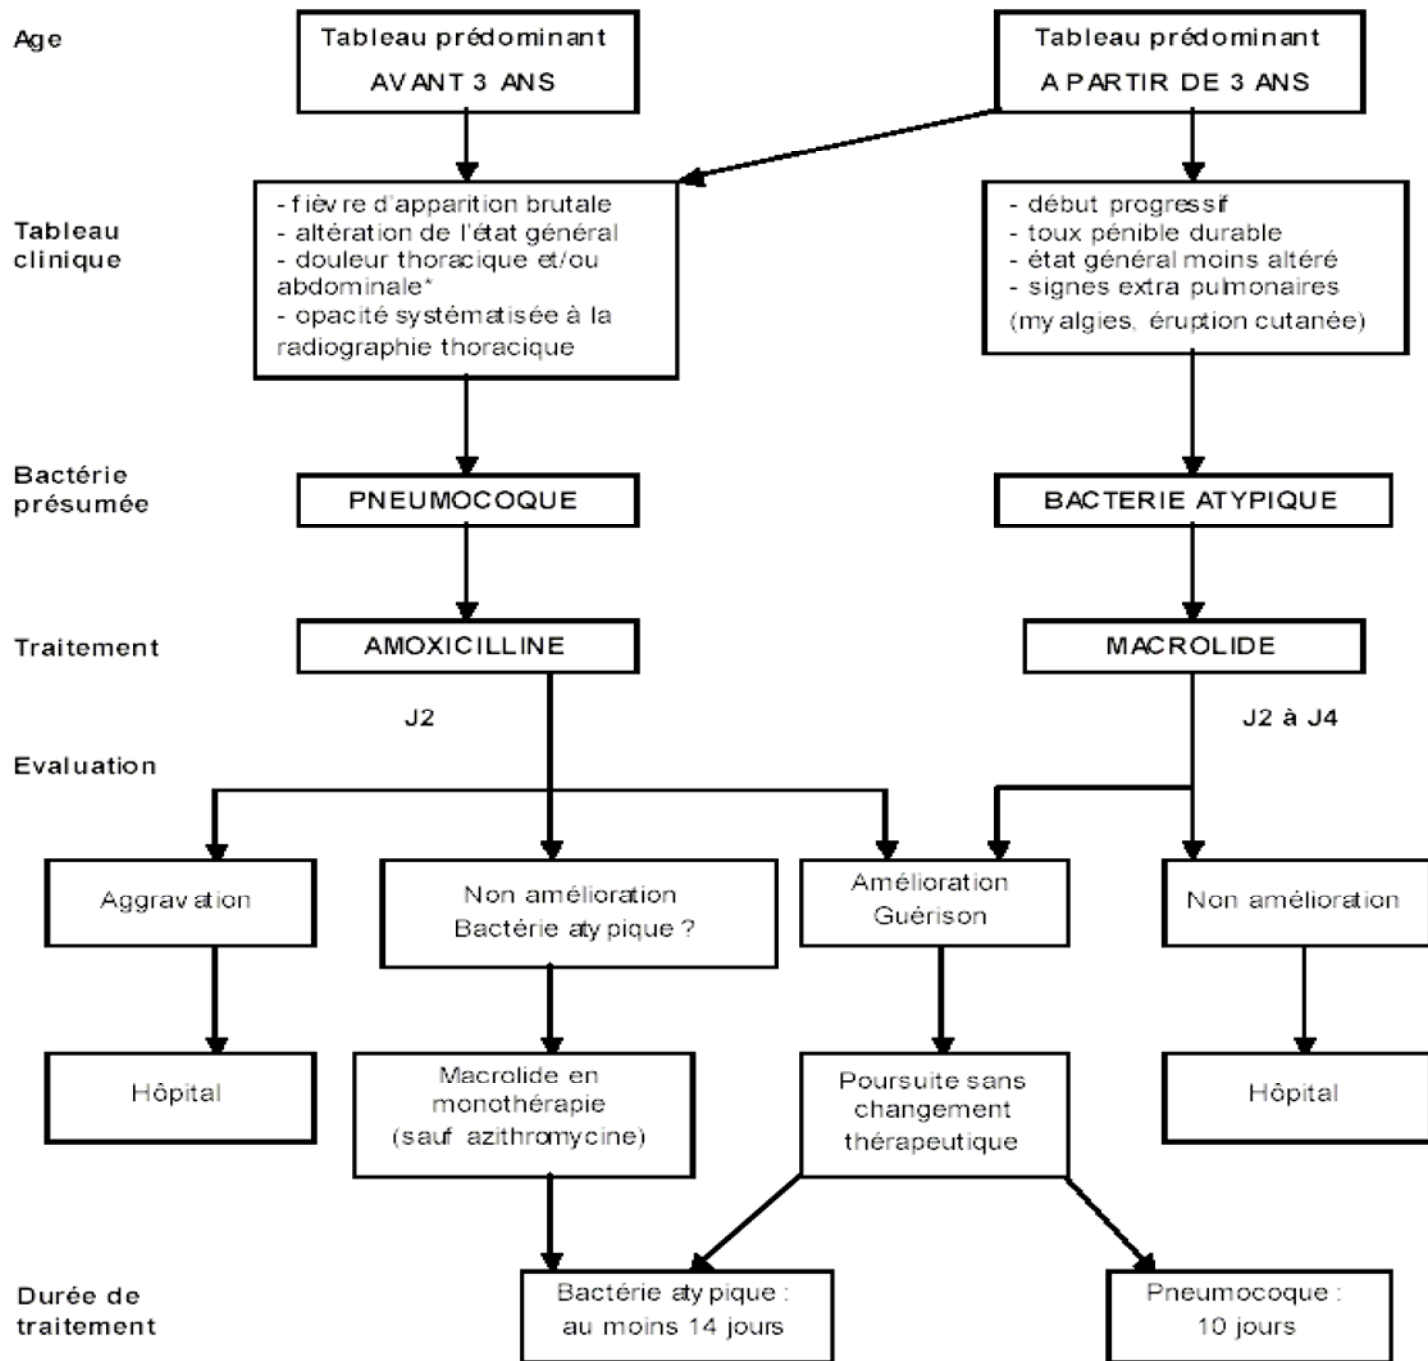 Age
Tableau prédominant
AVANT 3 ANS
Tableau prédominant
A PARTIR DE 3 ANS
Tableau
clinique
- fièvre d'apparition brutale
- altération de l'état général
- douleur thoracique et/ou
abdominale*
- opacité systématisée à la
radiographie thoracique
- début progressif
- toux pénible durable
- état général moins altéré
- signes extra pulmonaires
(myalgies, éruption cutanée)
Bactérie
présumée
PNEUMOCOQUE
BACTERIE ATYPIQUE
Traitement
AMOXICILLINE
MACROLIDE
J2
J2 à J4
Evaluation
Aggravation
Non amélioration
Bactérie atypique ?
Amélioration
Guérison
Non amélioration
Hôpital
Macrolide en
monothérapie
(sauf azithromycine)
Poursuite sans
changement
thérapeutique
Hôpital
Durée de
traitement
Bactérie atypique :
au moins 14 jours
Pneumocoque :
10 jours